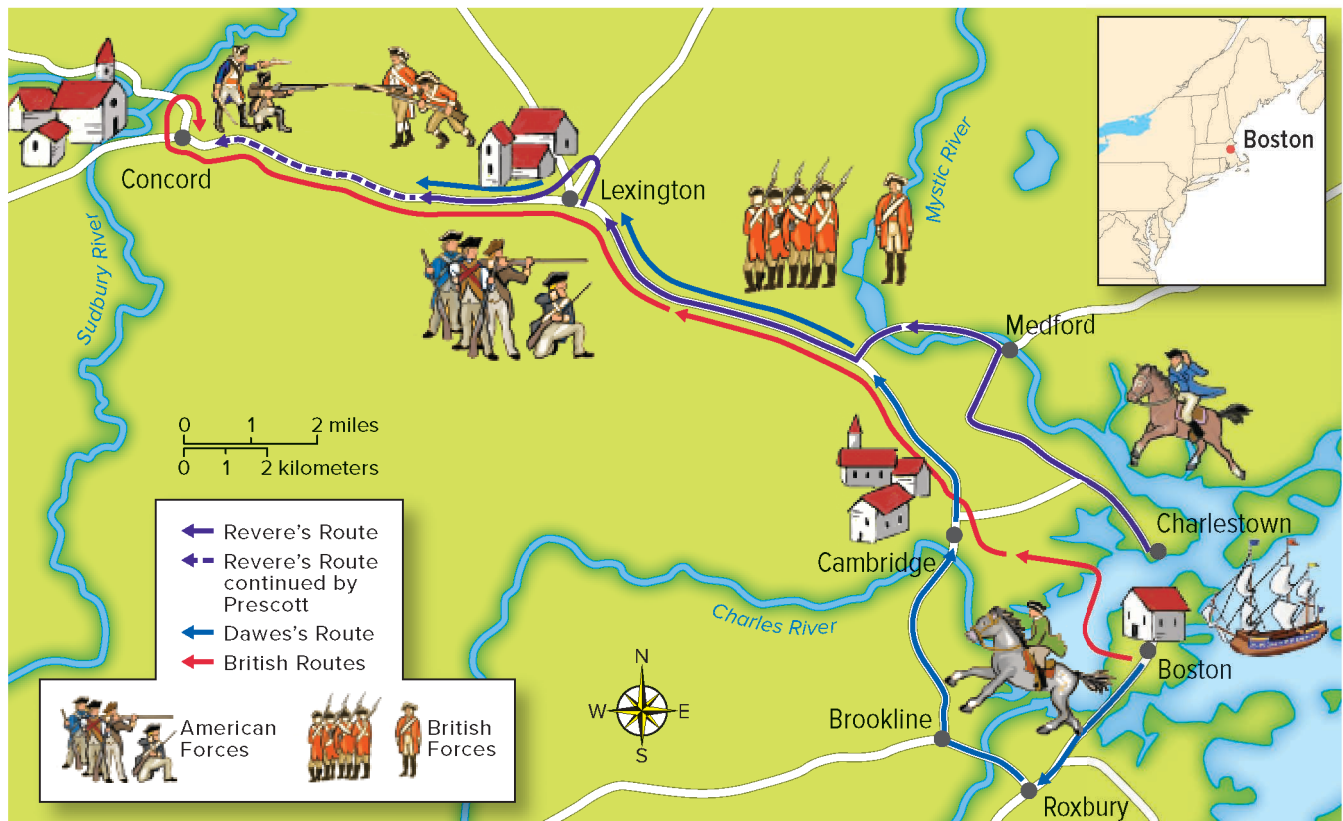 Boston
Concord
Lexington
Mystic River
Sudbury River
Medford
0 1 2 miles
0 1 2 kilometers
Charlestown
Cambridge
Charles River
Boston
Brookline
Roxbury
N
W E
S
Revere's Route
Revere's Route
continued by
Prescott
Dawes's Route
British Routes
American
Forces
British
Forces